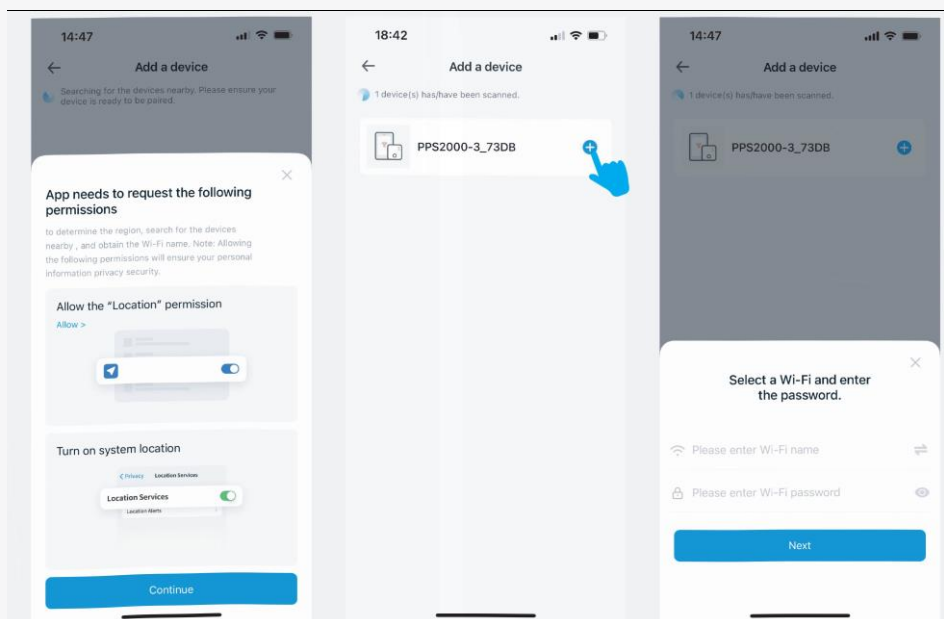 14:47
Add a device
Searching for the devices nearby. Please ensure your
device is ready to be paired.
App needs to request the following
permissions
to determine the region, search for the devices
nearby , and obtain the Wi-Fi name. Note: Allowing
the following permissions will ensure your personal
information privacy security.
Allow the "Location" permission
Allow >
Turn on system location
Privacy Location Services
Location Services
Location Alerts
Continue
18:42
Add a device
1 device(s) has/have been scanned.
PPS2000-3_73DB
14:47
Add a device
1 device(s) has/have been scanned.
PPS2000-3_73DB
Select a Wi-Fi and enter
the password.
Please enter Wi-Fi name
Please enter Wi-Fi password
Next